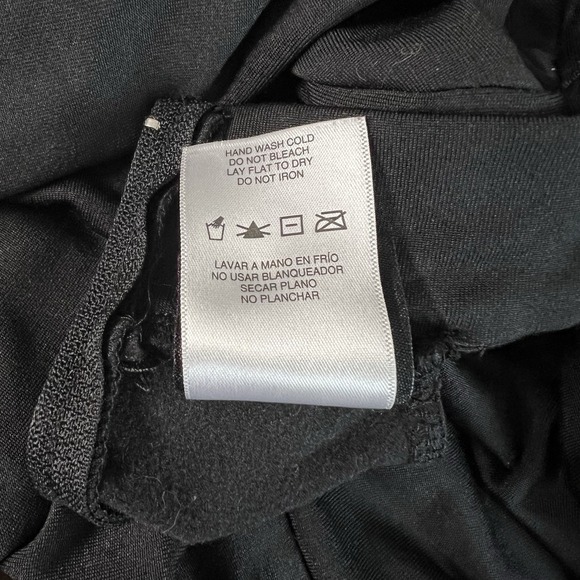 HAND WASH COLD
DO NOT BLEACH
LAY FLAT TO DRY
DO NOT IRON
LAVAR A MANO EN FRÍO
NO USAR BLANQUEADOR
SECAR PLANO
NO PLANCHAR